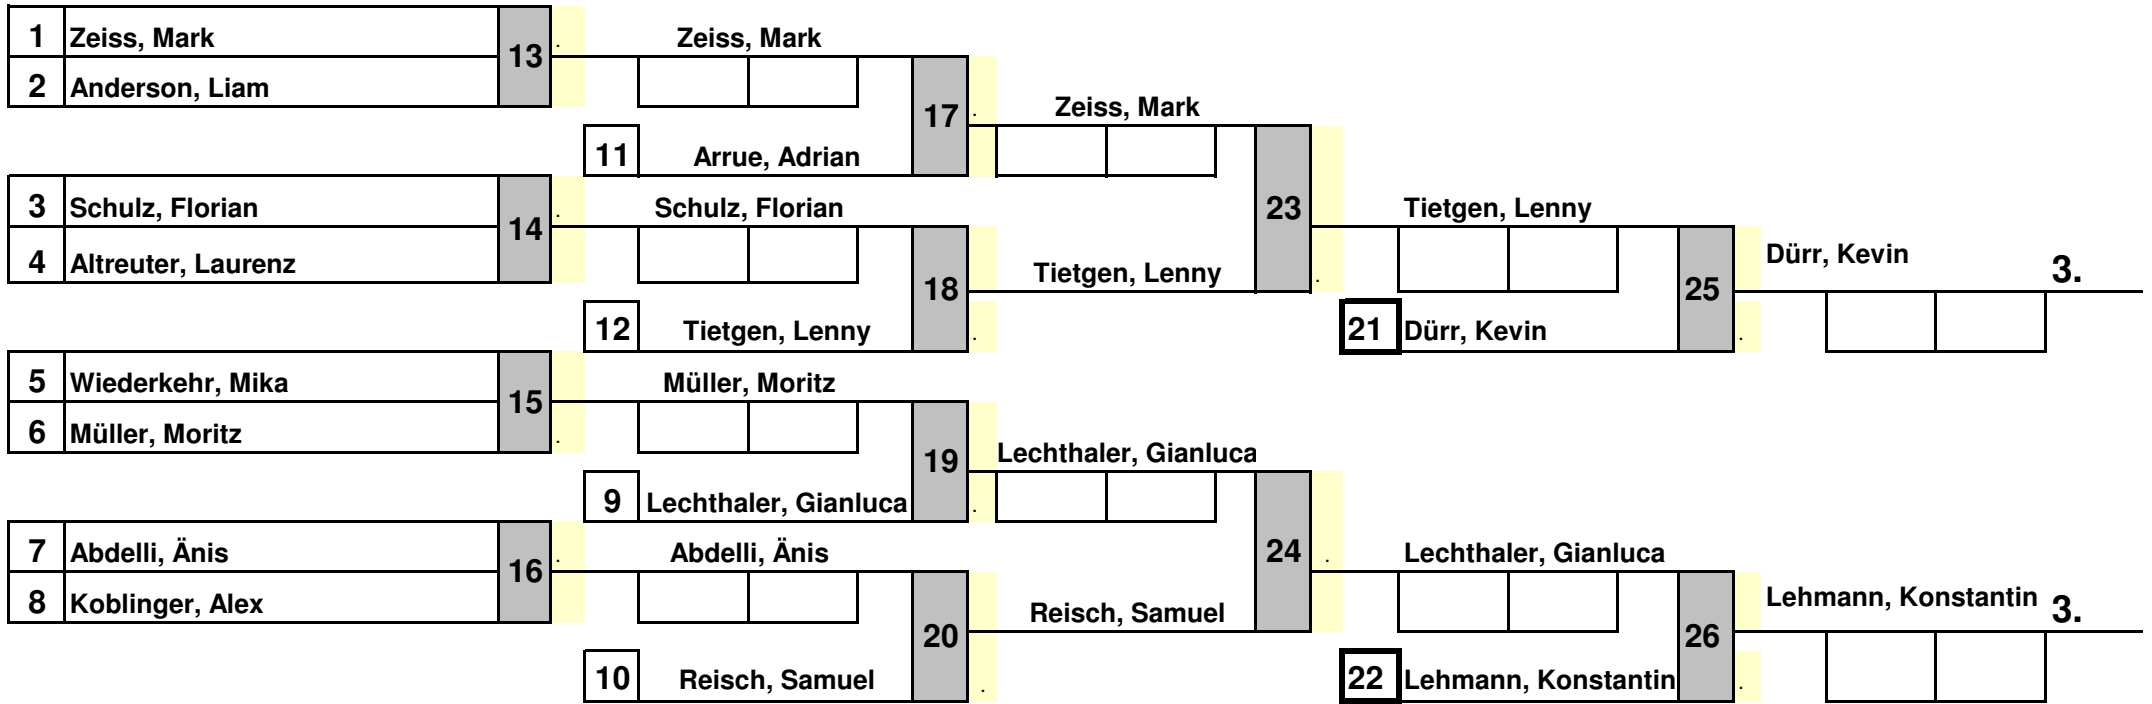 1 Zeiss, Mark 13 Zeiss, Mark
2 Anderson, Liam 17 Zeiss, Mark
11 Arrue, Adrian
3 Schulz, Florian 14 Schulz, Florian 23 Tietgen, Lenny
4 Altreuter, Laurenz 18 Tietgen, Lenny 25 Dürr, Kevin 3.
12 Tietgen, Lenny 21 Dürr, Kevin
5 Wiederkehr, Mika 15 Müller, Moritz
6 Müller, Moritz 19 Lechthaler, Gianluca
9 Lechthaler, Gianluca
7 Abdelli, Änis 16 Abdelli, Änis 24 Lechthaler, Gianluca
8 Koblinger, Alex 20 Reisch, Samuel 26 Lehmann, Konstantin 3.
10 Reisch, Samuel 22 Lehmann, Konstantin